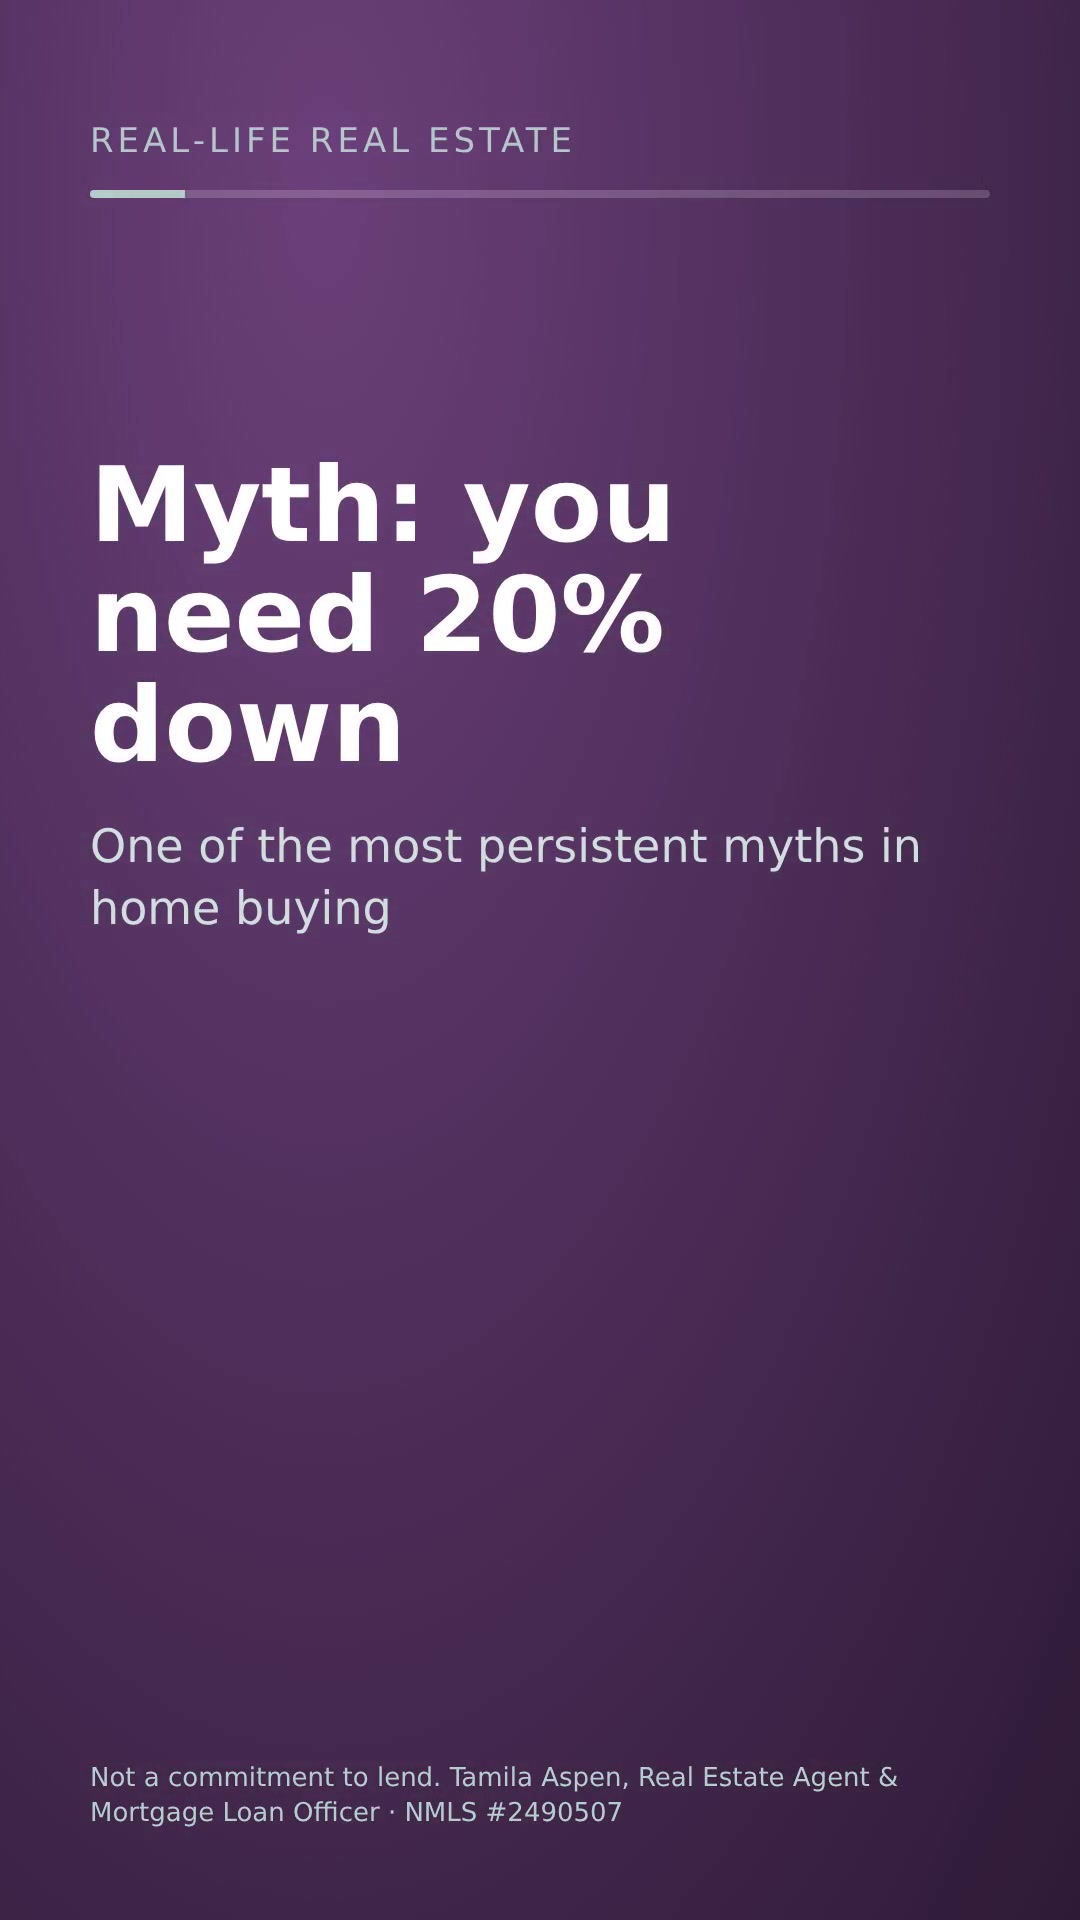 REAL-LIFE REAL ESTATE
Myth: you
need 20%
down
One of the most persistent myths in
home buying
Not a commitment to lend. Tamila Aspen, Real Estate Agent &
Mortgage Loan Officer · NMLS #2490507